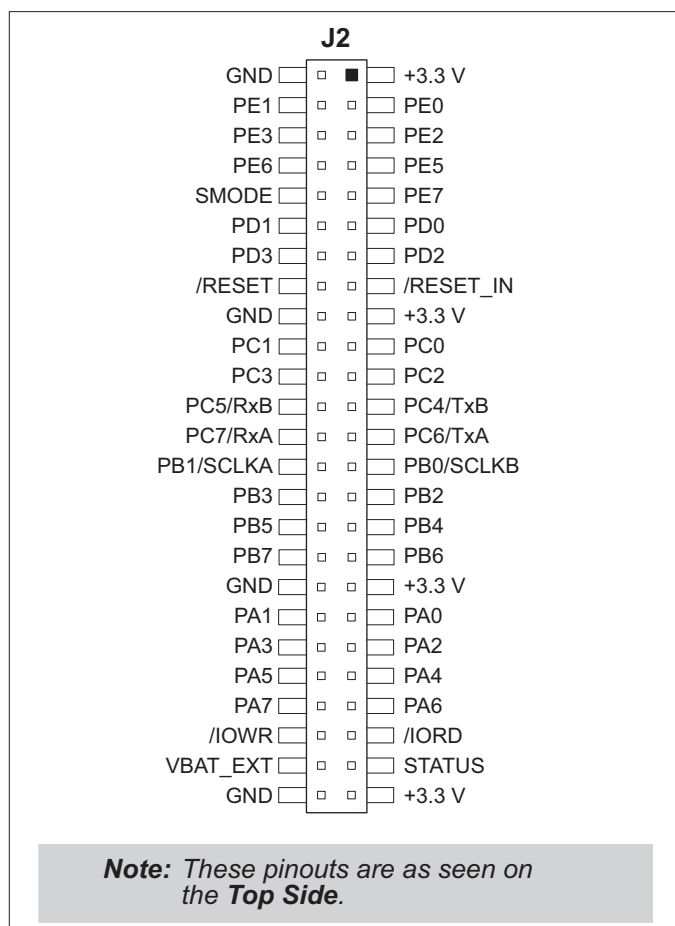 J2
GND +3.3 V
PE1 PE0
PE3 PE2
PE6 PE5
SMODE PE7
PD1 PD0
PD3 PD2
/RESET /RESET_IN
GND +3.3 V
PC1 PC0
PC3 PC2
PC5/RxB PC4/TxB
PC7/RxA PC6/TxA
PB1/SCLKA PB0/SCLKB
PB3 PB2
PB5 PB4
PB7 PB6
GND +3.3 V
PA1 PA0
PA3 PA2
PA5 PA4
PA7 PA6
/IOWR /IORD
VBAT_EXT STATUS
GND +3.3 V
Note: These pinouts are as seen on
the Top Side.